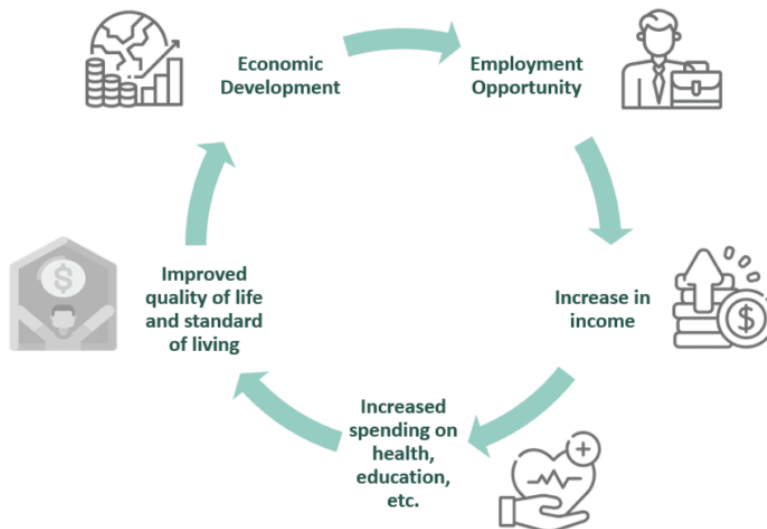 Economic
Development
Employment
Opportunity
Increase in
income
Increased
spending on
health,
education,
etc.
Improved
quality of life
and standard
of living